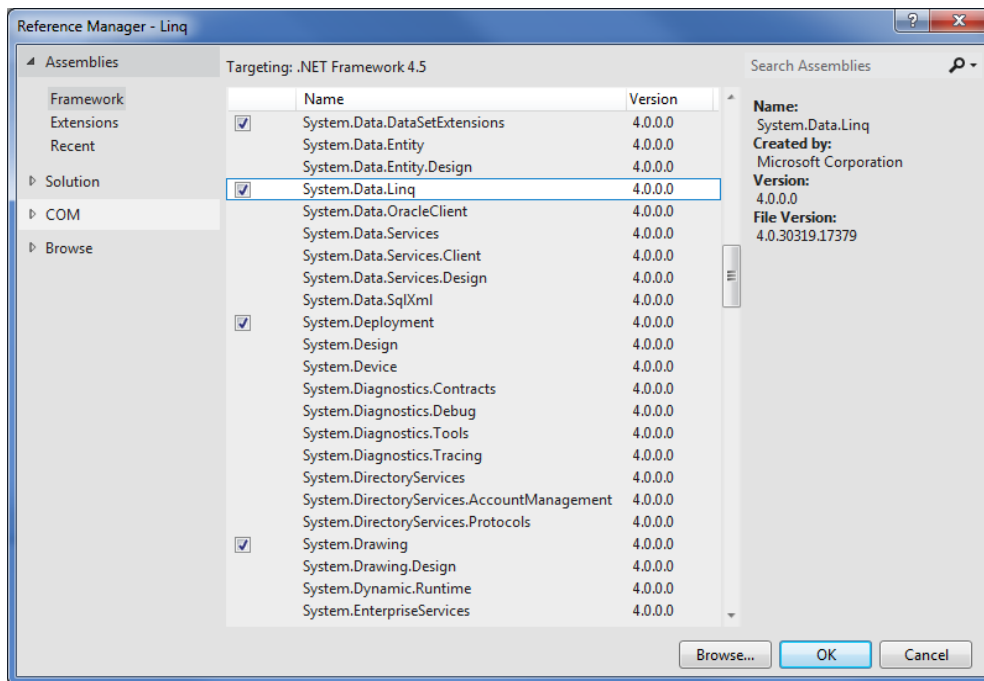 Reference Manager - Linq
Assemblies
Framework
Extensions
Recent
Solution
COM
Browse
Targeting: .NET Framework 4.5
Name Version
System.Data.DataSetExtensions 4.0.0.0
System.Data.Entity 4.0.0.0
System.Data.Entity.Design 4.0.0.0
System.Data.Linq 4.0.0.0
System.Data.OracleClient 4.0.0.0
System.Data.Services 4.0.0.0
System.Data.Services.Client 4.0.0.0
System.Data.Services.Design 4.0.0.0
System.Data.SqlXml 4.0.0.0
System.Deployment 4.0.0.0
System.Design 4.0.0.0
System.Device 4.0.0.0
System.Diagnostics.Contracts 4.0.0.0
System.Diagnostics.Debug 4.0.0.0
System.Diagnostics.Tools 4.0.0.0
System.Diagnostics.Tracing 4.0.0.0
System.DirectoryServices 4.0.0.0
System.DirectoryServices.AccountManagement 4.0.0.0
System.DirectoryServices.Protocols 4.0.0.0
System.Drawing 4.0.0.0
System.Drawing.Design 4.0.0.0
System.Dynamic.Runtime 4.0.0.0
System.EnterpriseServices 4.0.0.0
Search Assemblies
Name:
System.Data.Linq
Created by:
Microsoft Corporation
Version:
4.0.0.0
File Version:
4.0.30319.17379
Browse... OK Cancel